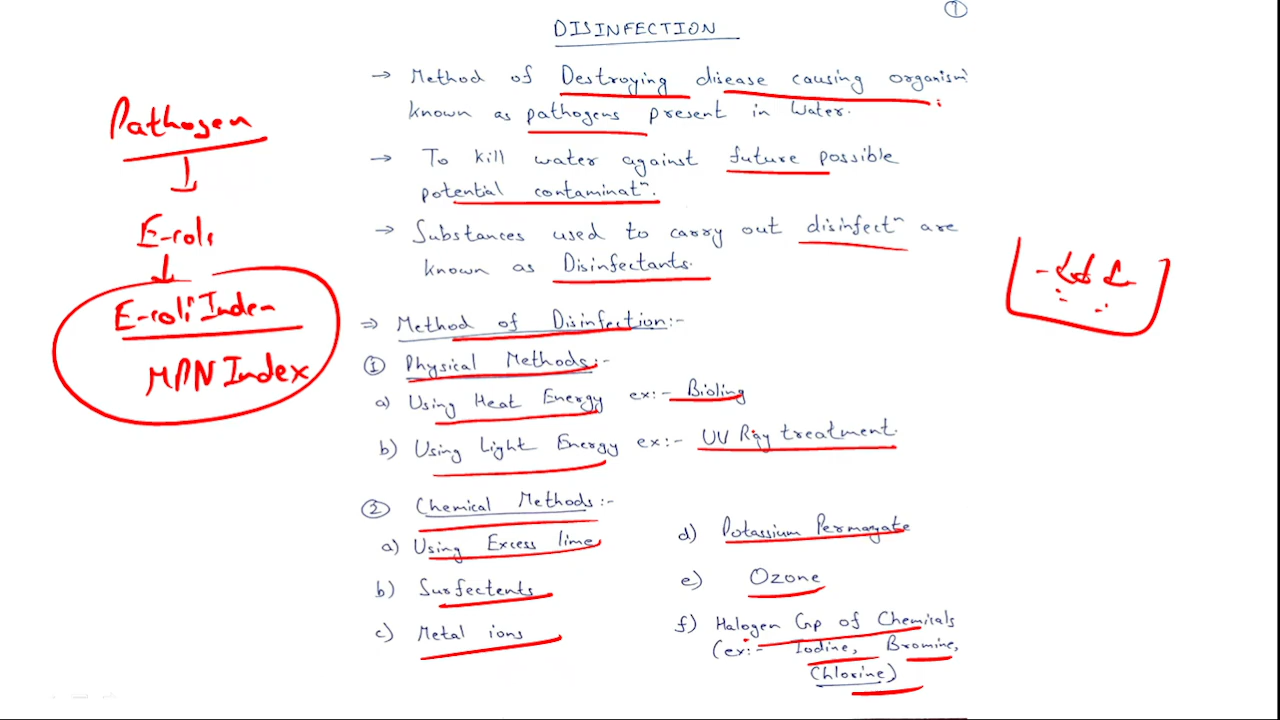 1
DISINFECTION
→ Method of Destroying disease causing organism
known as pathogens present in Water.
→ To kill water against future possible
potential contaminatⁿ.
→ Substances used to carry out disinfectⁿ are
known as Disinfectants.
Pathogen
E-coli
E-coli Index
MPN Index
⇒ Method of Disinfection:-
① Physical Methods:-
a) Using Heat Energy ex:- Bioling
b) Using Light Energy ex:- UV Ray treatment.
② Chemical Methods:-
a) Using Excess lime
b) Surfectents
c) Metal ions
d) Potassium Permagate
e) Ozone
f) Halogen Gp of Chemicals
(ex:- Iodine, Bromine,
Chlorine)